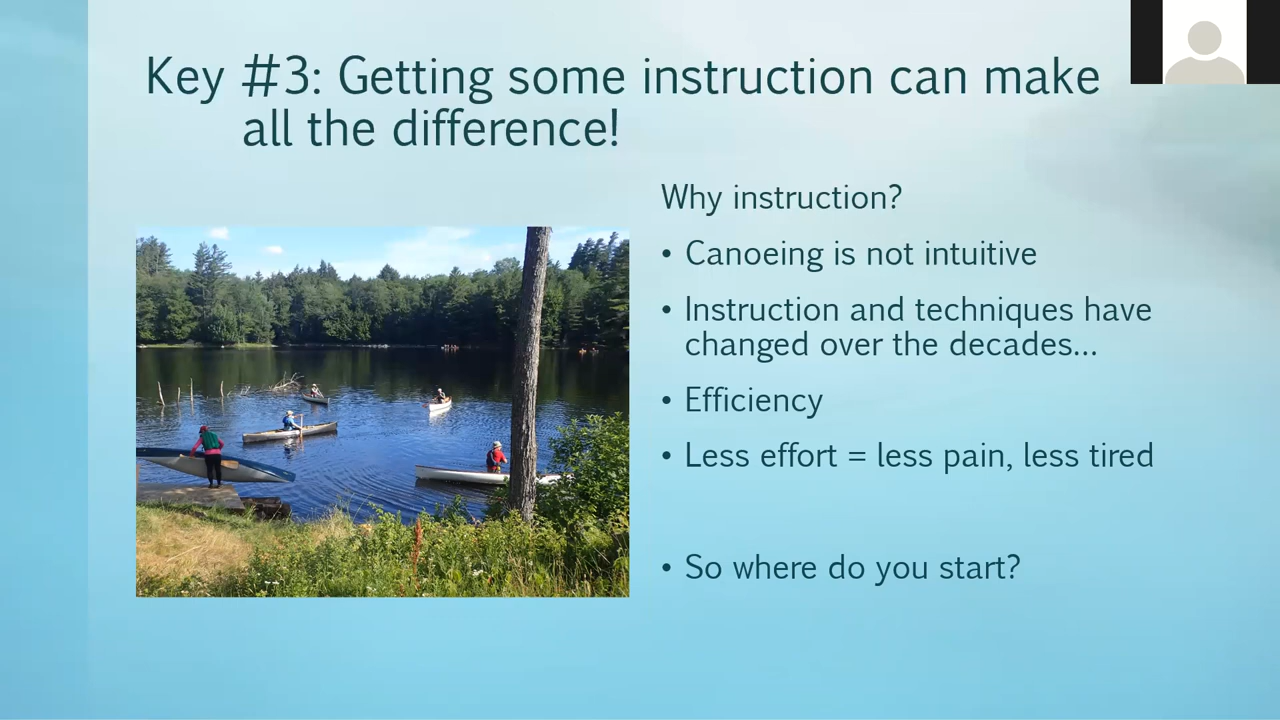 Key #3: Getting some instruction can make
all the difference!
Why instruction?
• Canoeing is not intuitive
• Instruction and techniques have
changed over the decades...
• Efficiency
• Less effort = less pain, less tired
• So where do you start?